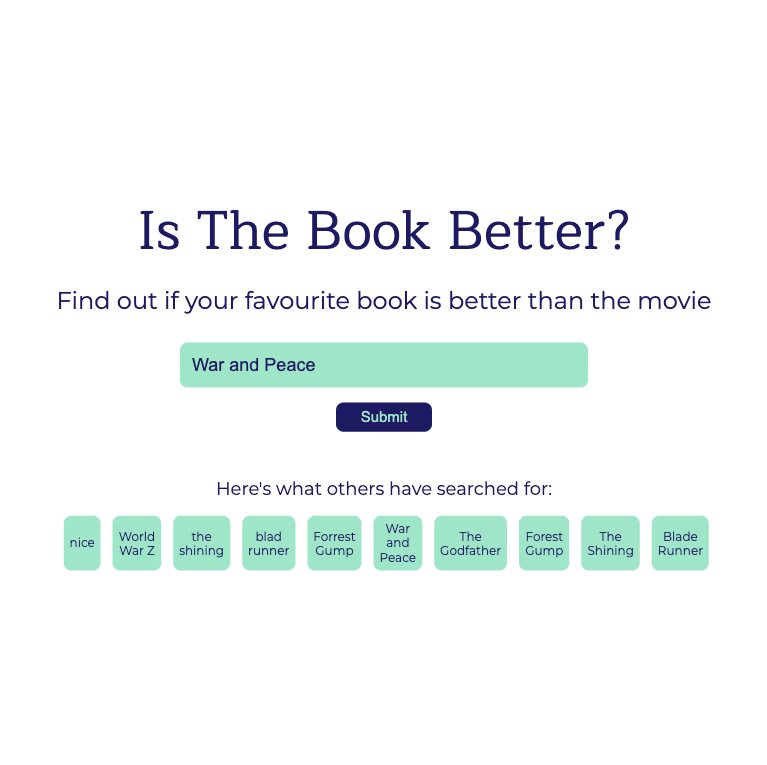 Is The Book Better?
Find out if your favourite book is better than the movie
War and Peace
Submit
Here's what others have searched for:
nice
World
War Z
the
shining
blad
runner
Forrest
Gump
War
and
Peace
The
Godfather
Forest
Gump
The
Shining
Blade
Runner